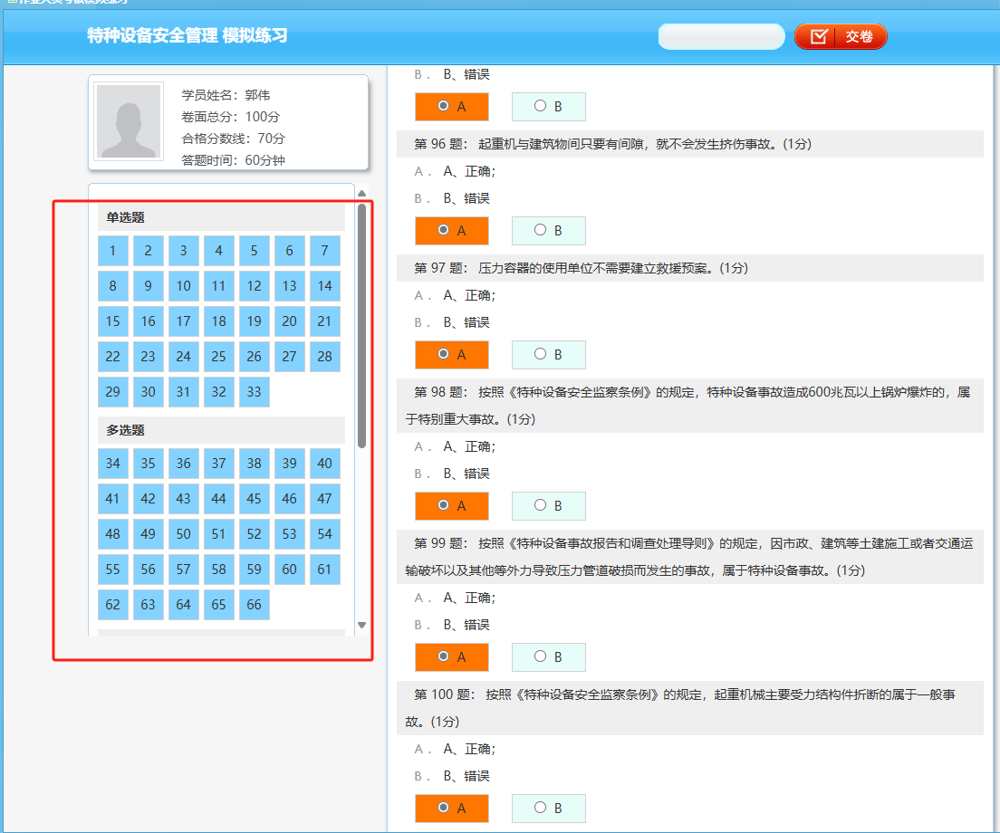 特种设备安全管理 模拟练习
交卷
学员姓名：郭伟
卷面总分：100分
合格分数线：70分
答题时间：60分钟
单选题
1 2 3 4 5 6 7
8 9 10 11 12 13 14
15 16 17 18 19 20 21
22 23 24 25 26 27 28
29 30 31 32 33
多选题
34 35 36 37 38 39 40
41 42 43 44 45 46 47
48 49 50 51 52 53 54
55 56 57 58 59 60 61
62 63 64 65 66
B． B、错误
A B
第 96 题： 起重机与建筑物间只要有间隙，就不会发生挤伤事故。(1分)
A． A、正确;
B． B、错误
A B
第 97 题： 压力容器的使用单位不需要建立救援预案。(1分)
A． A、正确;
B． B、错误
A B
第 98 题： 按照《特种设备安全监察条例》的规定，特种设备事故造成600兆瓦以上锅炉爆炸的，属
于特别重大事故。(1分)
A． A、正确;
B． B、错误
A B
第 99 题： 按照《特种设备事故报告和调查处理导则》的规定，因市政、建筑等土建施工或者交通运
输破坏以及其他等外力导致压力管道破损而发生的事故，属于特种设备事故。(1分)
A． A、正确;
B． B、错误
A B
第 100 题： 按照《特种设备安全监察条例》的规定，起重机械主要受力结构件折断的属于一般事
故。(1分)
A． A、正确;
B． B、错误
A B